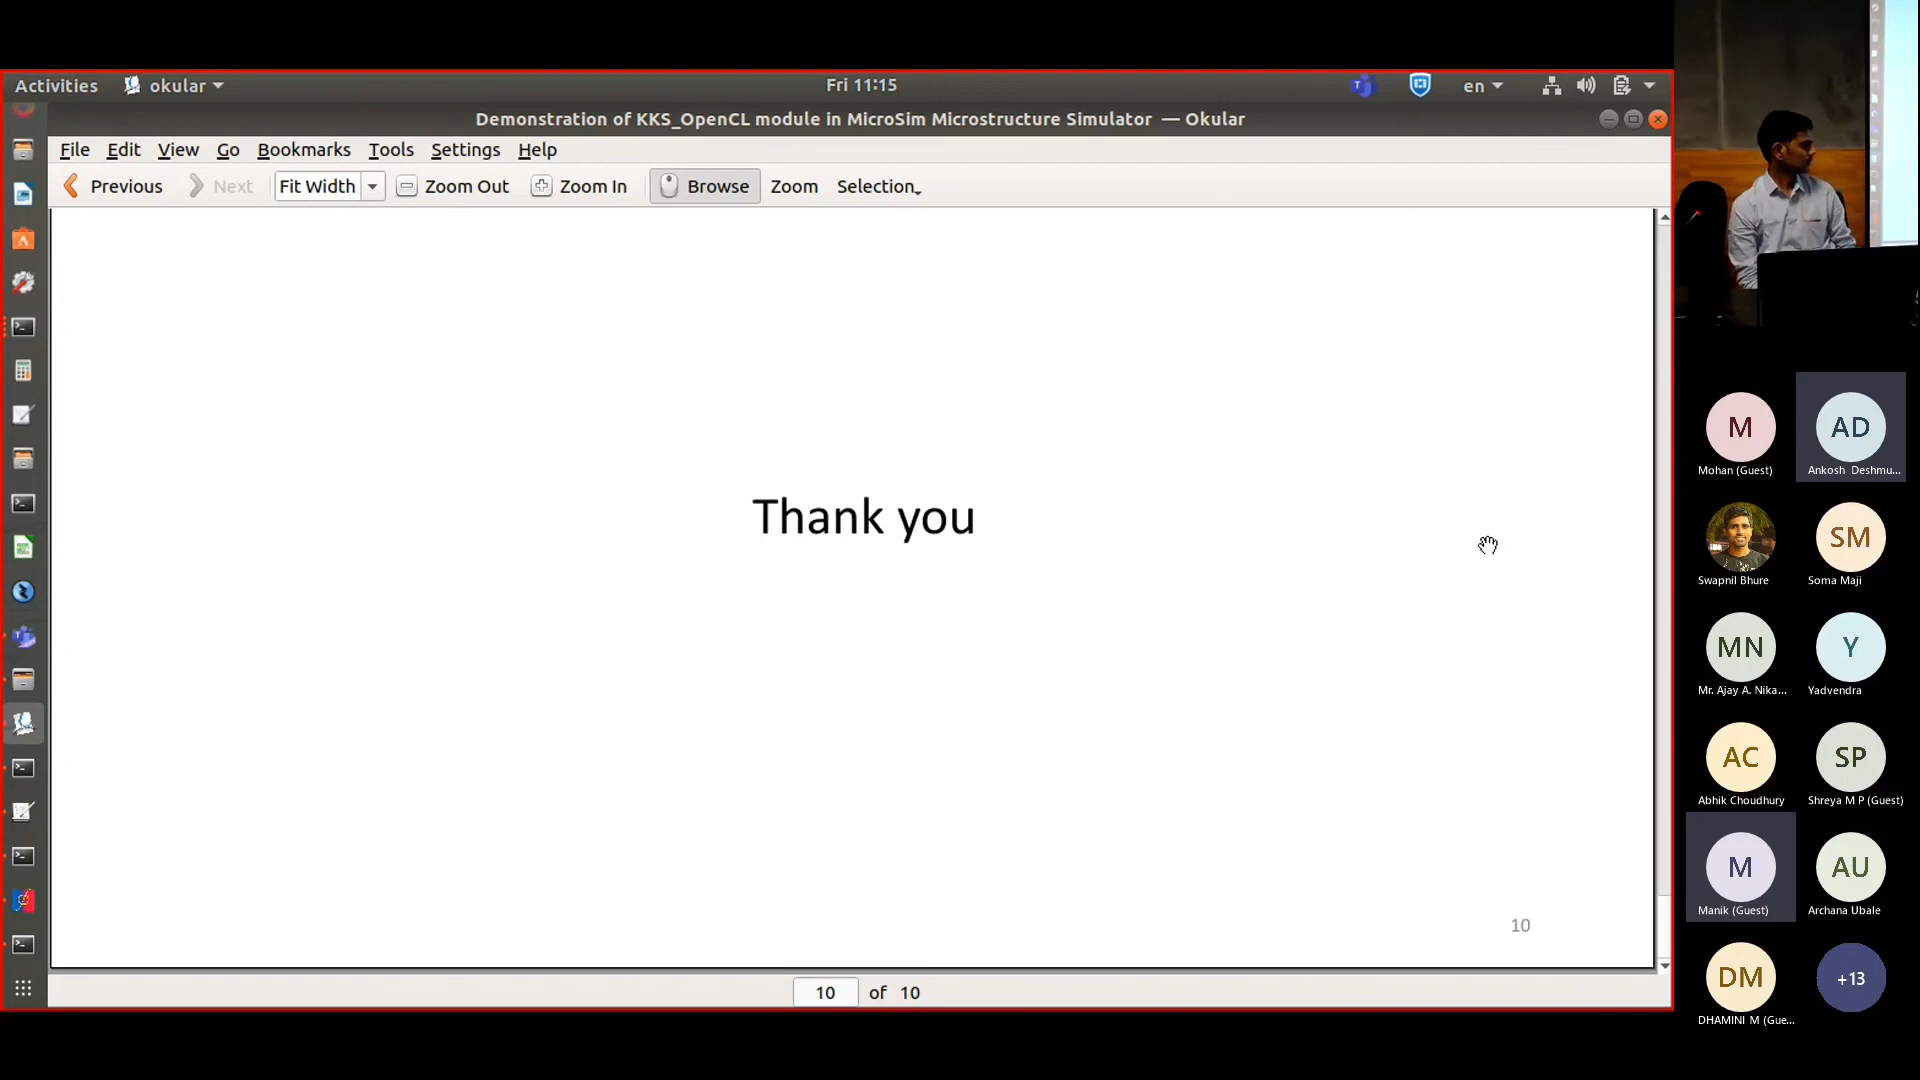 Activities okular Fri 11:15 en
Demonstration of KKS_OpenCL module in MicroSim Microstructure Simulator — Okular
File Edit View Go Bookmarks Tools Settings Help
Previous Next Fit Width Zoom Out Zoom In Browse Zoom Selection
Thank you
10
10 of 10
M AD
Mohan (Guest) Ankosh Deshmu...
SM
Swapnil Bhure Soma Maji
MN Y
Mr. Ajay A. Nika... Yadvendra
AC SP
Abhik Choudhury Shreya M P (Guest)
M AU
Manik (Guest) Archana Ubale
DM +13
DHAMINI M (Gue...